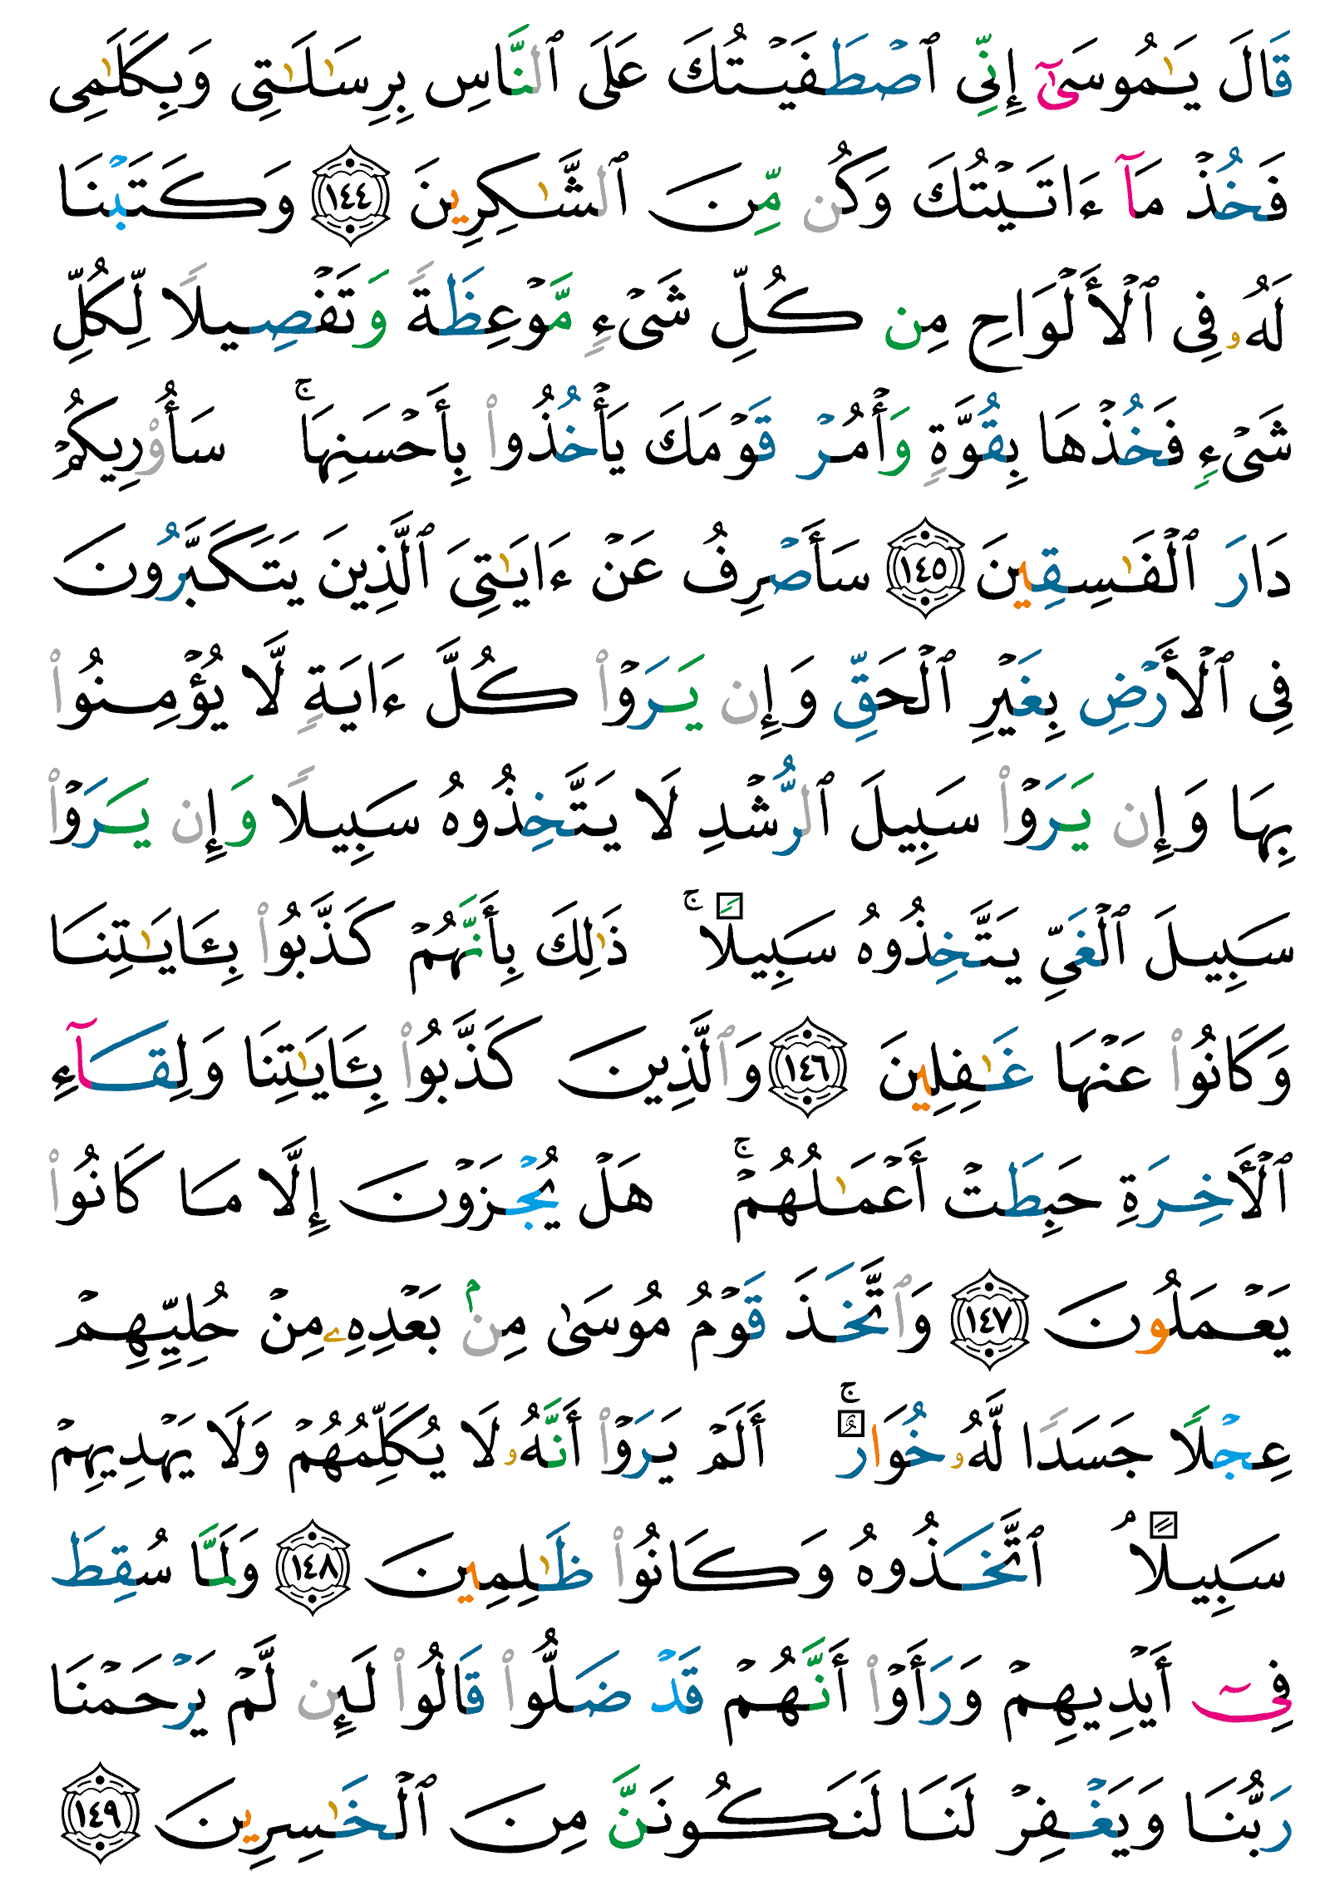 قَالَ يَـٰمُوسَىٰٓ إِنِّى ٱصْطَفَيْتُكَ عَلَى ٱلنَّاسِ بِرِسَـٰلَـٰتِى وَبِكَلَـٰمِى
فَخُذْ مَآ ءَاتَيْتُكَ وَكُن مِّنَ ٱلشَّـٰكِرِينَ ١٤٤ وَكَتَبْنَا
لَهُۥ فِى ٱلْأَلْوَاحِ مِن كُلِّ شَىْءٍ مَّوْعِظَةً وَتَفْصِيلًا لِّكُلِّ
شَىْءٍ فَخُذْهَا بِقُوَّةٍ وَأْمُرْ قَوْمَكَ يَأْخُذُوا۟ بِأَحْسَنِهَا ۚ سَأُو۟رِيكُمْ
دَارَ ٱلْفَـٰسِقِينَ ١٤٥ سَأَصْرِفُ عَنْ ءَايَـٰتِىَ ٱلَّذِينَ يَتَكَبَّرُونَ
فِى ٱلْأَرْضِ بِغَيْرِ ٱلْحَقِّ وَإِن يَرَوْا۟ كُلَّ ءَايَةٍ لَّا يُؤْمِنُوا۟
بِهَا وَإِن يَرَوْا۟ سَبِيلَ ٱلرُّشْدِ لَا يَتَّخِذُوهُ سَبِيلًا وَإِن يَرَوْا۟
سَبِيلَ ٱلْغَىِّ يَتَّخِذُوهُ سَبِيلًا ۚ ذَٰلِكَ بِأَنَّهُمْ كَذَّبُوا۟ بِـَٔايَـٰتِنَا
وَكَانُوا۟ عَنْهَا غَـٰفِلِينَ ١٤٦ وَٱلَّذِينَ كَذَّبُوا۟ بِـَٔايَـٰتِنَا وَلِقَآءِ
ٱلْـَٔاخِرَةِ حَبِطَتْ أَعْمَـٰلُهُمْ ۚ هَلْ يُجْزَوْنَ إِلَّا مَا كَانُوا۟
يَعْمَلُونَ ١٤٧ وَٱتَّخَذَ قَوْمُ مُوسَىٰ مِنۢ بَعْدِهِۦ مِنْ حُلِيِّهِمْ
عِجْلًا جَسَدًا لَّهُۥ خُوَارٌ ۚ أَلَمْ يَرَوْا۟ أَنَّهُۥ لَا يُكَلِّمُهُمْ وَلَا يَهْدِيهِمْ
سَبِيلًا ۘ ٱتَّخَذُوهُ وَكَانُوا۟ ظَـٰلِمِينَ ١٤٨ وَلَمَّا سُقِطَ
فِىٓ أَيْدِيهِمْ وَرَأَوْا۟ أَنَّهُمْ قَدْ ضَلُّوا۟ قَالُوا۟ لَئِن لَّمْ يَرْحَمْنَا
رَبُّنَا وَيَغْفِرْ لَنَا لَنَكُونَنَّ مِنَ ٱلْخَـٰسِرِينَ ١٤٩